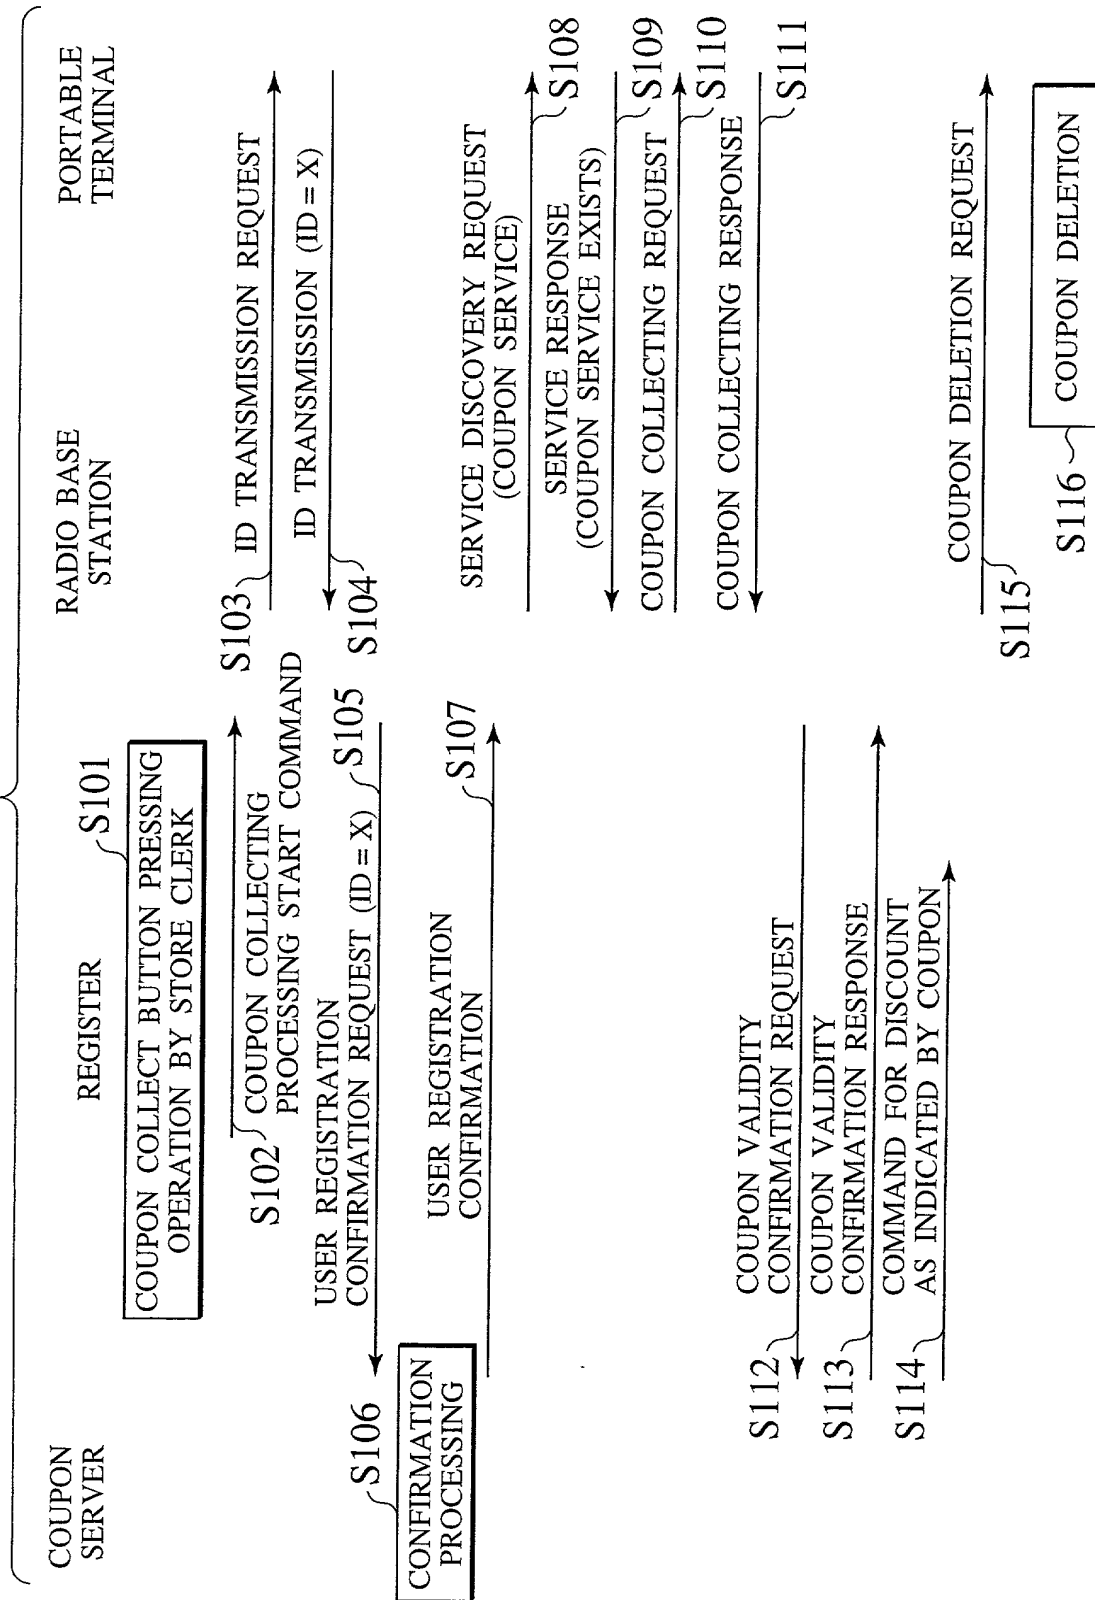 COUPON
SERVER
REGISTER
RADIO BASE
STATION
PORTABLE
TERMINAL
S101
COUPON COLLECT BUTTON PRESSING
OPERATION BY STORE CLERK
S102
COUPON COLLECTING
PROCESSING START COMMAND
S103
ID TRANSMISSION REQUEST
ID TRANSMISSION (ID = X)
S104
USER REGISTRATION
CONFIRMATION REQUEST (ID = X)
S105
S106
CONFIRMATION
PROCESSING
USER REGISTRATION
CONFIRMATION
S107
SERVICE DISCOVERY REQUEST
(COUPON SERVICE)
S108
SERVICE RESPONSE
(COUPON SERVICE EXISTS)
S109
COUPON COLLECTING REQUEST
S110
COUPON COLLECTING RESPONSE
S111
COUPON VALIDITY
CONFIRMATION REQUEST
S112
COUPON VALIDITY
CONFIRMATION RESPONSE
S113
COMMAND FOR DISCOUNT
AS INDICATED BY COUPON
S114
COUPON DELETION REQUEST
S115
S116
COUPON DELETION